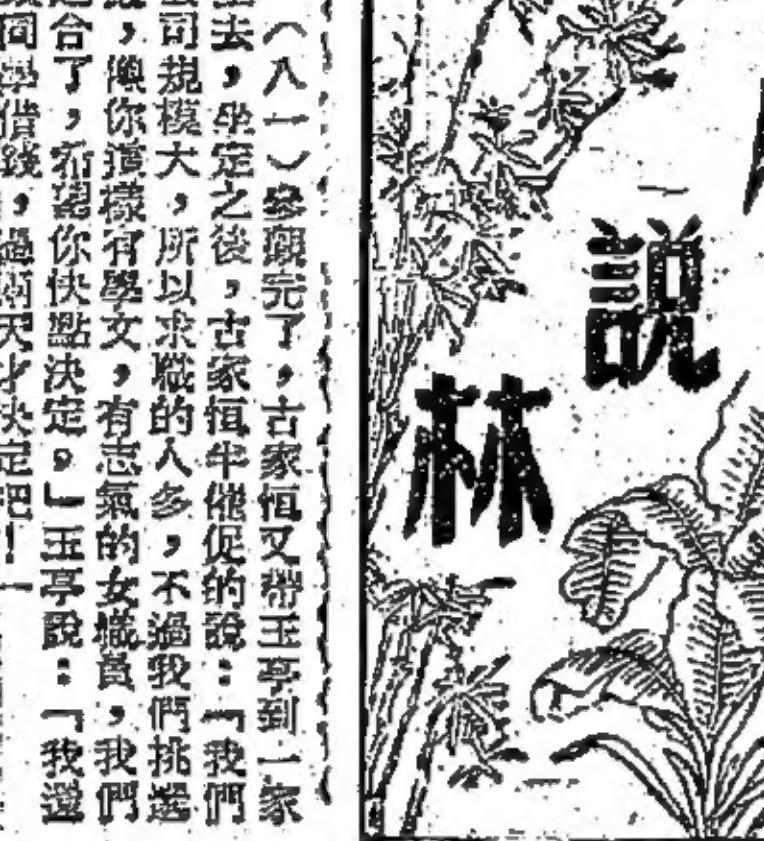 説
林
（八一）參觀完了，古家恒又帶玉亭到一家
去，坐定之後，古家恒半催促的說：「我們
司規模大，所以求職的人多，不過我們挑選
，像你這樣有學文，有志氣的女職員，我們
合了，希望你快點決定。」玉亭說：「我還
同學借錢，過兩天才決定吧！」